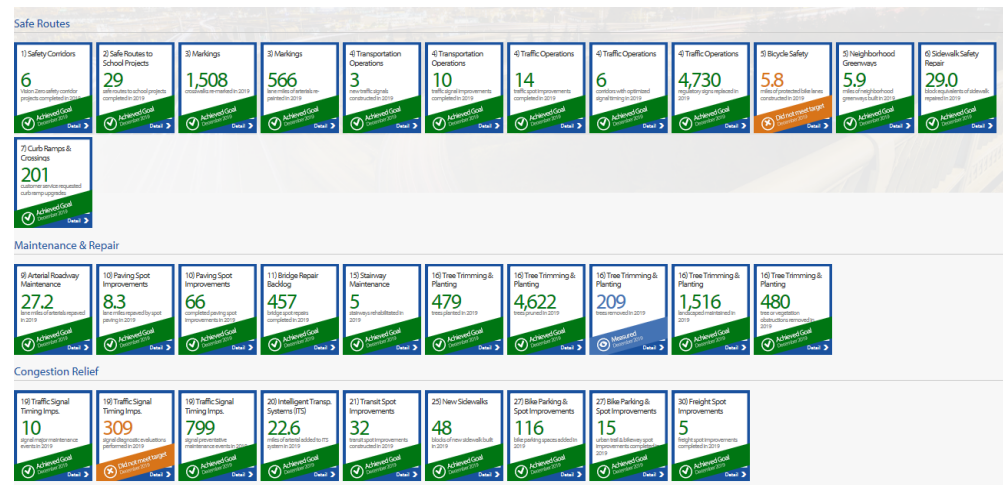 Safe Routes
1) Safety Corridors
6
Vision Zero safety corridor
projects completed in 2019
Achieved Goal
December 2019
Detail
2) Safe Routes to
School Projects
29
safe routes to school projects
completed in 2019
Achieved Goal
December 2019
Detail
3) Markings
1,508
crosswalks re-marked in 2019
Achieved Goal
December 2019
Detail
3) Markings
566
lane miles of arterials re-
painted in 2019
Achieved Goal
December 2019
Detail
4) Transportation
Operations
3
new traffic signals
constructed in 2019
Achieved Goal
December 2019
Detail
4) Transportation
Operations
10
traffic signal improvements
completed in 2019
Achieved Goal
December 2019
Detail
4) Traffic Operations
14
traffic spot improvements
completed in 2019
Achieved Goal
December 2019
Detail
4) Traffic Operations
6
corridors with optimized
signal timing in 2019
Achieved Goal
December 2019
Detail
4) Traffic Operations
4,730
regulatory signs replaced in
2019
Achieved Goal
December 2019
Detail
5) Bicycle Safety
5.8
miles of protected bike lanes
constructed in 2019
Did not meet target
December 2019
Detail
5) Neighborhood
Greenways
5.9
miles of neighborhood
greenways built in 2019
Achieved Goal
December 2019
Detail
6) Sidewalk Safety
Repair
29.0
block equivalents of sidewalk
repaired in 2019
Achieved Goal
December 2019
Detail
7) Curb Ramps &
Crossings
201
customer service requested
curb ramp upgrades
Achieved Goal
December 2019
Detail
Maintenance & Repair
9) Arterial Roadway
Maintenance
27.2
lane miles of arterials repaved
in 2019
Achieved Goal
December 2019
Detail
10) Paving Spot
Improvements
8.3
lane miles repaved by spot
paving in 2019
Achieved Goal
December 2019
Detail
10) Paving Spot
Improvements
66
completed paving spot
improvements in 2019
Achieved Goal
December 2019
Detail
11) Bridge Repair
Backlog
457
bridge spot repairs
completed in 2019
Achieved Goal
December 2019
Detail
15) Stairway
Maintenance
5
stairways rehabilitated in
2019
Achieved Goal
December 2019
Detail
16) Tree Trimming &
Planting
479
trees planted in 2019
Achieved Goal
December 2019
Detail
16) Tree Trimming &
Planting
4,622
trees pruned in 2019
Achieved Goal
December 2019
Detail
16) Tree Trimming &
Planting
209
trees removed in 2019
Measured
December 2019
Detail
16) Tree Trimming &
Planting
1,516
landscaped maintained in
2019
Achieved Goal
December 2019
Detail
16) Tree Trimming &
Planting
480
tree or vegetation
obstructions removed in
2019
Achieved Goal
December 2019
Detail
Congestion Relief
19) Traffic Signal
Timing Imps.
10
signal major maintenance
events in 2019
Achieved Goal
December 2019
Detail
19) Traffic Signal
Timing Imps.
309
signal diagnostic evaluations
performed in 2019
Did not meet target
December 2019
Detail
19) Traffic Signal
Timing Imps.
799
signal preventative
maintenance events in 2019
Achieved Goal
December 2019
Detail
20) Intelligent Transp.
Systems (ITS)
22.6
miles of arterial added to ITS
system in 2019
Achieved Goal
December 2019
Detail
21) Transit Spot
Improvements
32
transit spot improvements
constructed in 2019
Achieved Goal
December 2019
Detail
25) New Sidewalks
48
blocks of new sidewalk built
in 2019
Achieved Goal
December 2019
Detail
27) Bike Parking &
Spot Improvements
116
bike parking spaces added in
2019
Achieved Goal
December 2019
Detail
27) Bike Parking &
Spot Improvements
15
urban trail & bikeway spot
improvements completed in
2019
Achieved Goal
December 2019
Detail
30) Freight Spot
Improvements
5
freight spot improvements
completed in 2019
Achieved Goal
December 2019
Detail